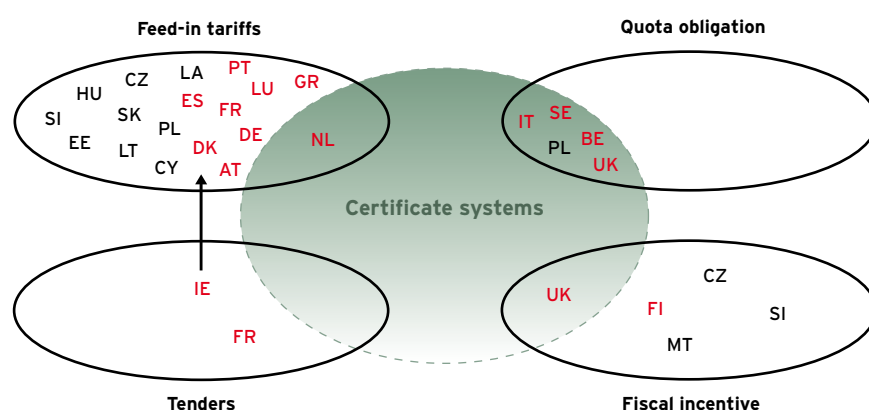 Feed-in tariffs
Quota obligation
HU CZ LA PT LU GR
SI SK ES FR
EE LT PL DK DE NL
CY AT
IT SE
PL BE
UK
Certificate systems
IE
FR
UK CZ
FI SI
MT
Tenders
Fiscal incentive